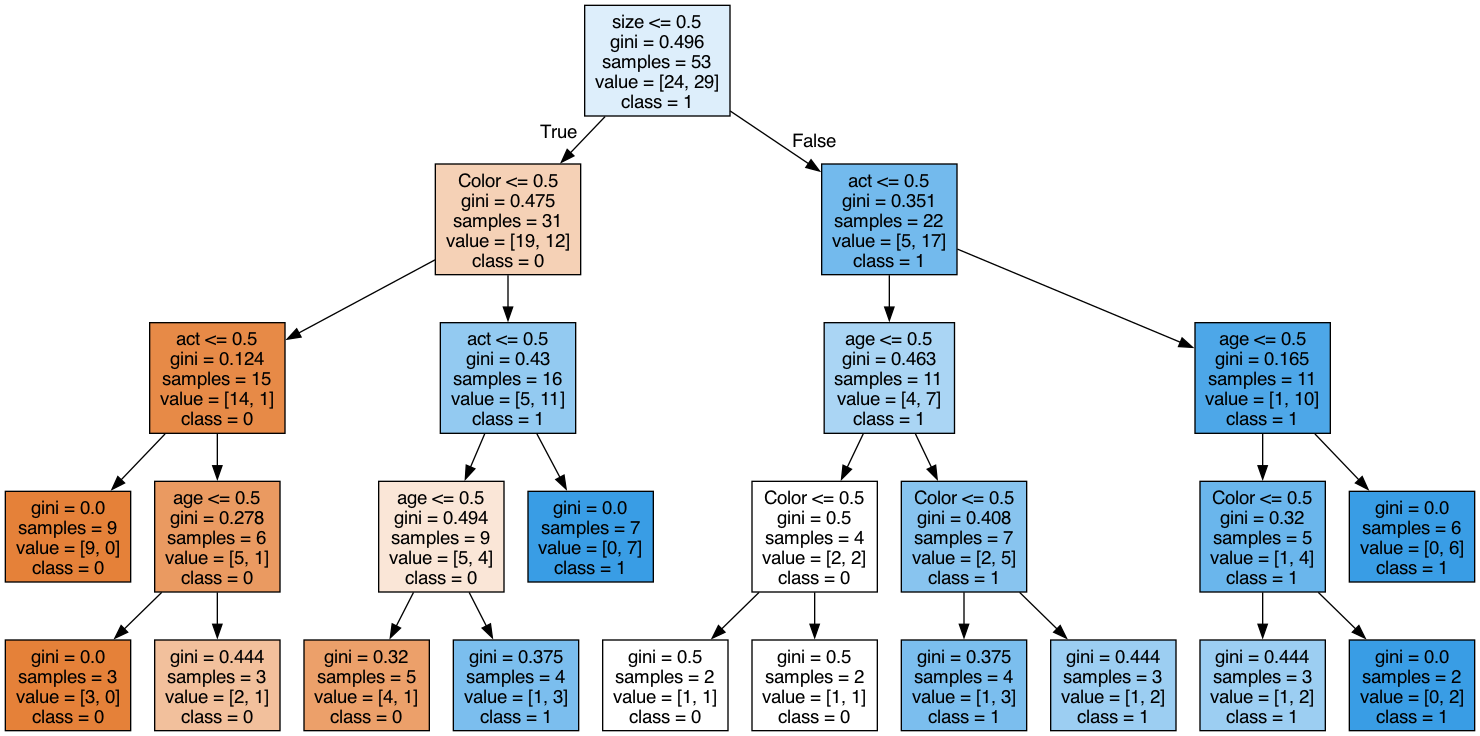 size <= 0.5
gini = 0.496
samples = 53
value = [24, 29]
class = 1
True
False
Color <= 0.5
gini = 0.475
samples = 31
value = [19, 12]
class = 0
act <= 0.5
gini = 0.351
samples = 22
value = [5, 17]
class = 1
act <= 0.5
gini = 0.124
samples = 15
value = [14, 1]
class = 0
act <= 0.5
gini = 0.43
samples = 16
value = [5, 11]
class = 1
age <= 0.5
gini = 0.463
samples = 11
value = [4, 7]
class = 1
age <= 0.5
gini = 0.165
samples = 11
value = [1, 10]
class = 1
gini = 0.0
samples = 9
value = [9, 0]
class = 0
age <= 0.5
gini = 0.278
samples = 6
value = [5, 1]
class = 0
age <= 0.5
gini = 0.494
samples = 9
value = [5, 4]
class = 0
gini = 0.0
samples = 7
value = [0, 7]
class = 1
Color <= 0.5
gini = 0.5
samples = 4
value = [2, 2]
class = 0
Color <= 0.5
gini = 0.408
samples = 7
value = [2, 5]
class = 1
Color <= 0.5
gini = 0.32
samples = 5
value = [1, 4]
class = 1
gini = 0.0
samples = 6
value = [0, 6]
class = 1
gini = 0.0
samples = 3
value = [3, 0]
class = 0
gini = 0.444
samples = 3
value = [2, 1]
class = 0
gini = 0.32
samples = 5
value = [4, 1]
class = 0
gini = 0.375
samples = 4
value = [1, 3]
class = 1
gini = 0.5
samples = 2
value = [1, 1]
class = 0
gini = 0.5
samples = 2
value = [1, 1]
class = 0
gini = 0.375
samples = 4
value = [1, 3]
class = 1
gini = 0.444
samples = 3
value = [1, 2]
class = 1
gini = 0.444
samples = 3
value = [1, 2]
class = 1
gini = 0.0
samples = 2
value = [0, 2]
class = 1